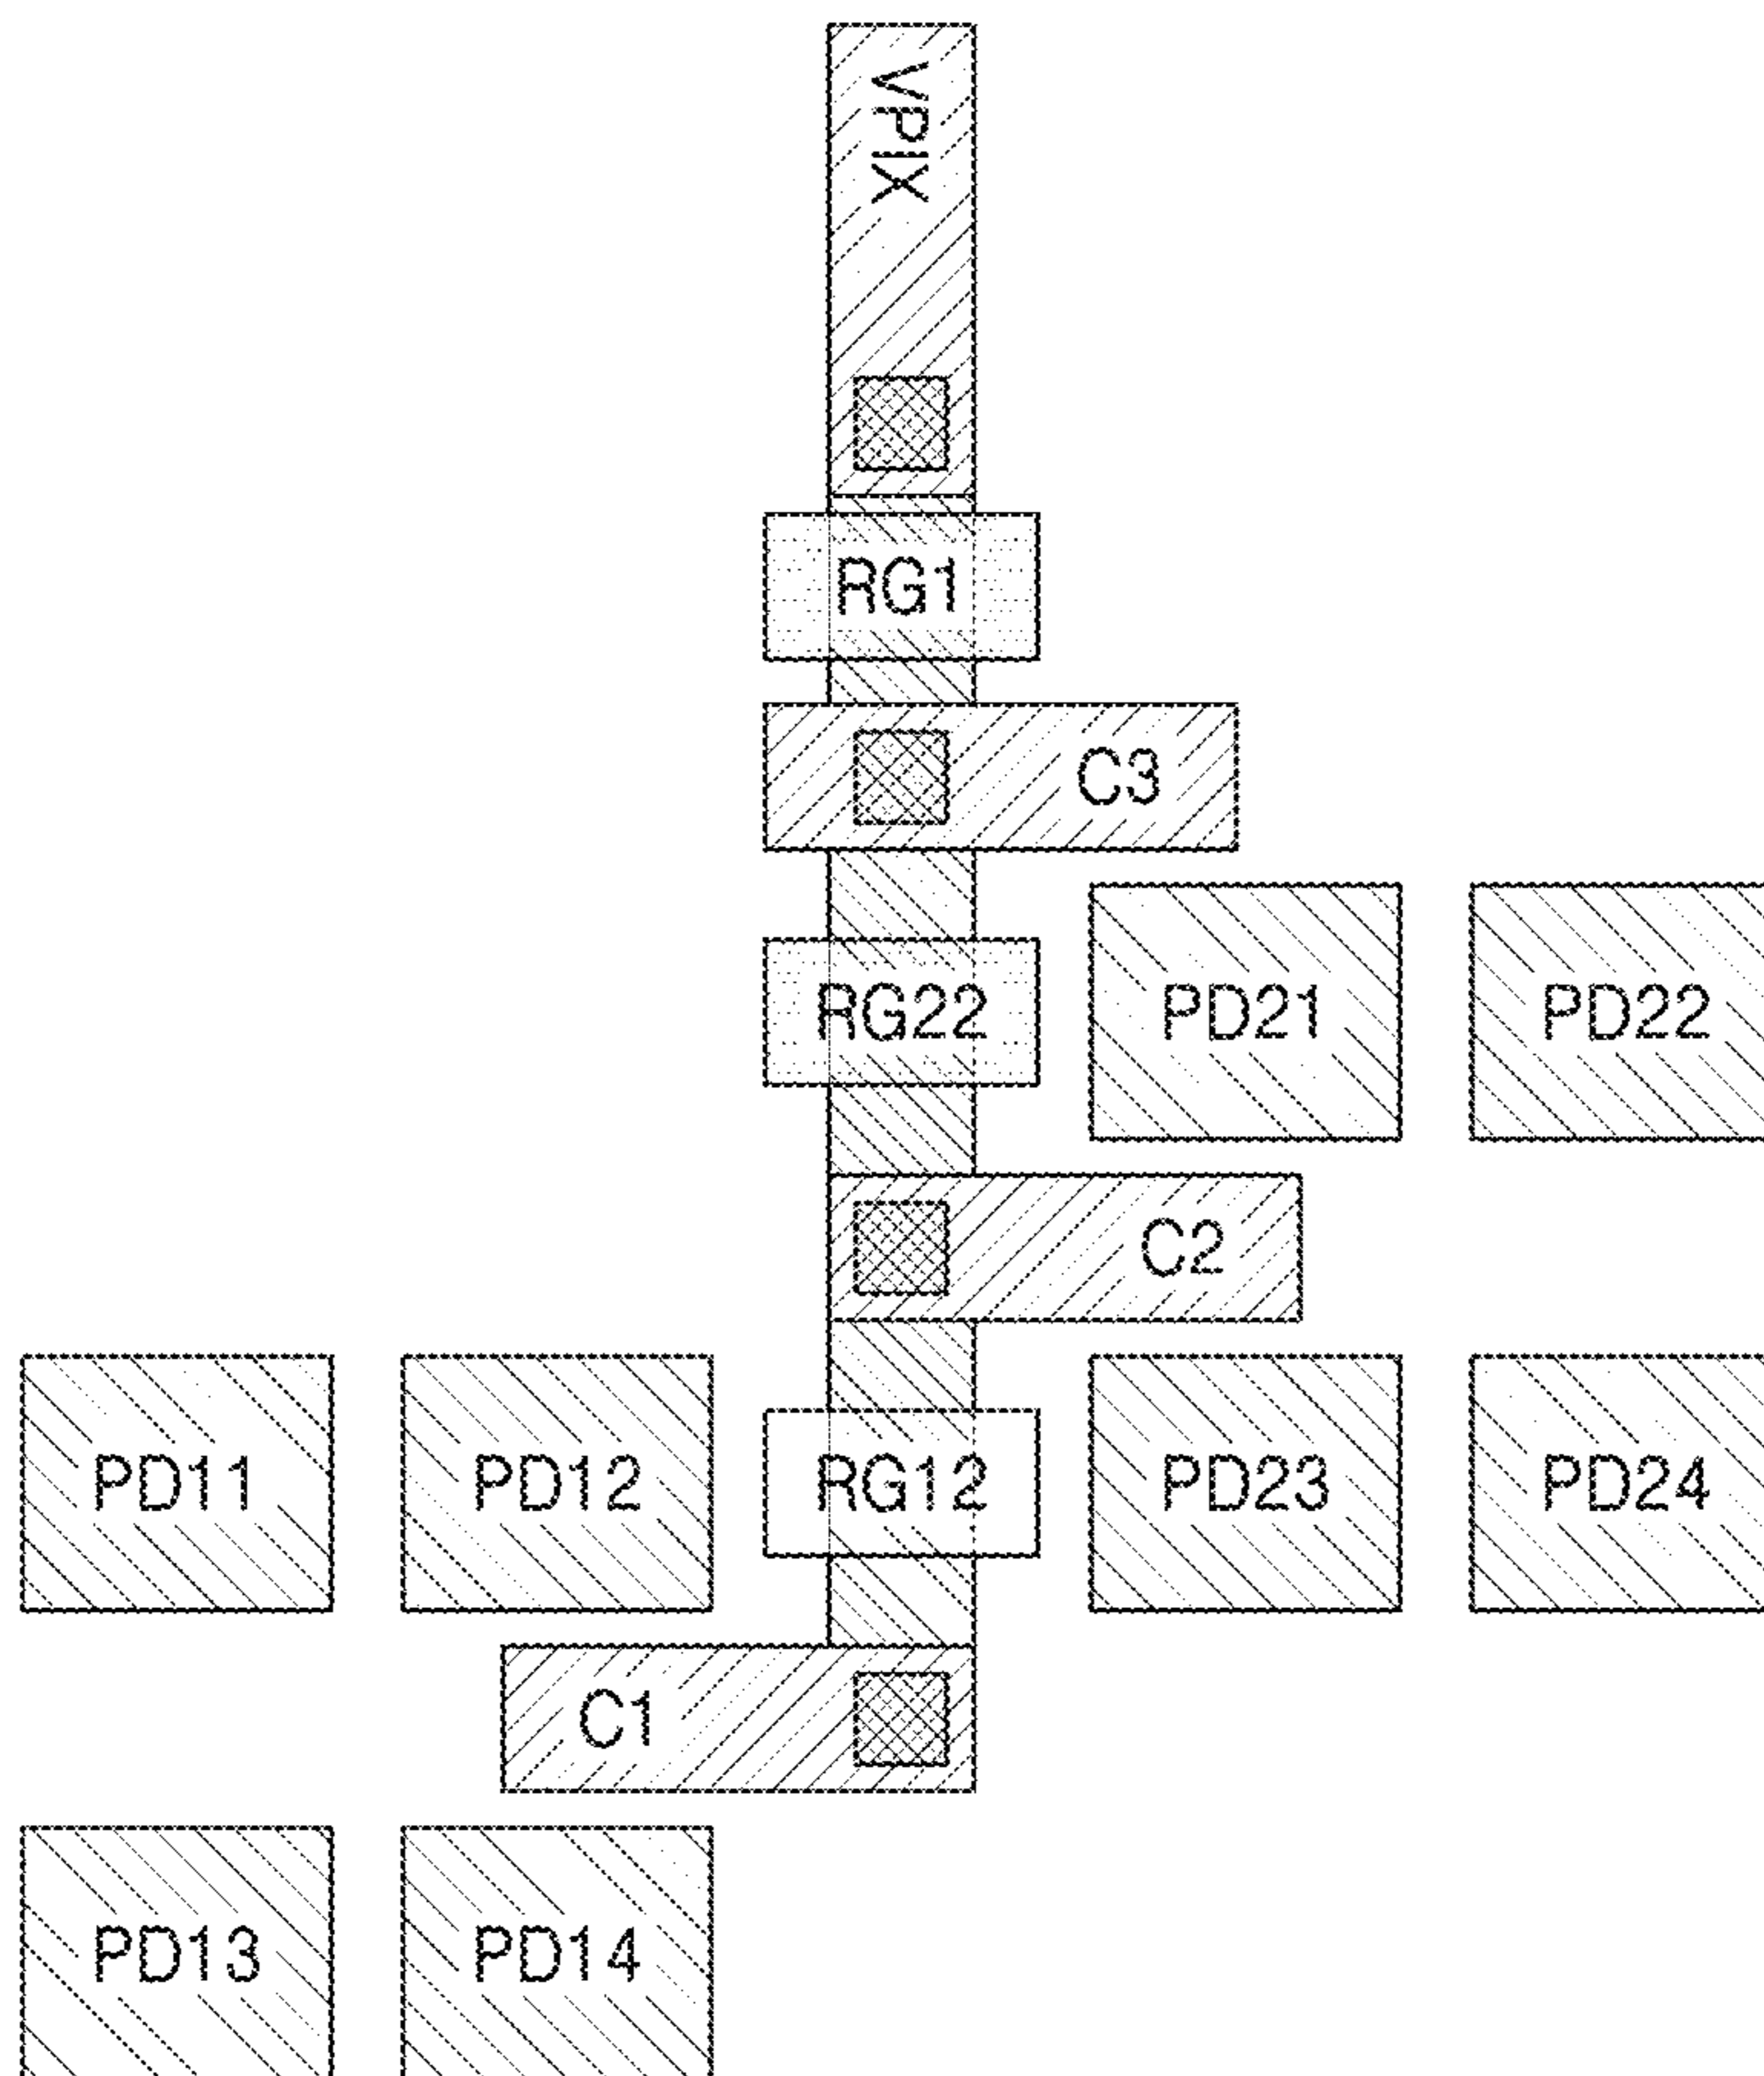 VPIX
RG1
C3
RG22 PD21 PD22
C2
PD11 PD12 RG12 PD23 PD24
C1
PD13 PD14